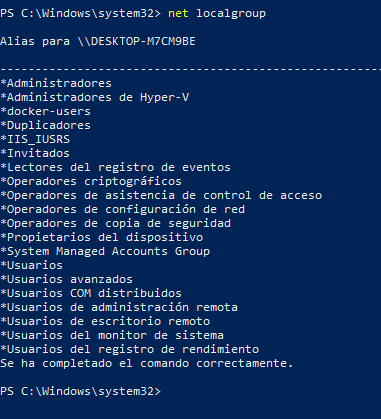 PS C:\Windows\system32> net localgroup
Alias para \\DESKTOP-M7CM9BE
-------------------------------------------------------
*Administradores
*Administradores de Hyper-V
*docker-users
*Duplicadores
*IIS_IUSRS
*Invitados
*Lectores del registro de eventos
*Operadores criptográficos
*Operadores de asistencia de control de acceso
*Operadores de configuración de red
*Operadores de copia de seguridad
*Propietarios del dispositivo
*System Managed Accounts Group
*Usuarios
*Usuarios avanzados
*Usuarios COM distribuidos
*Usuarios de administración remota
*Usuarios de escritorio remoto
*Usuarios del monitor de sistema
*Usuarios del registro de rendimiento
Se ha completado el comando correctamente.
PS C:\Windows\system32>